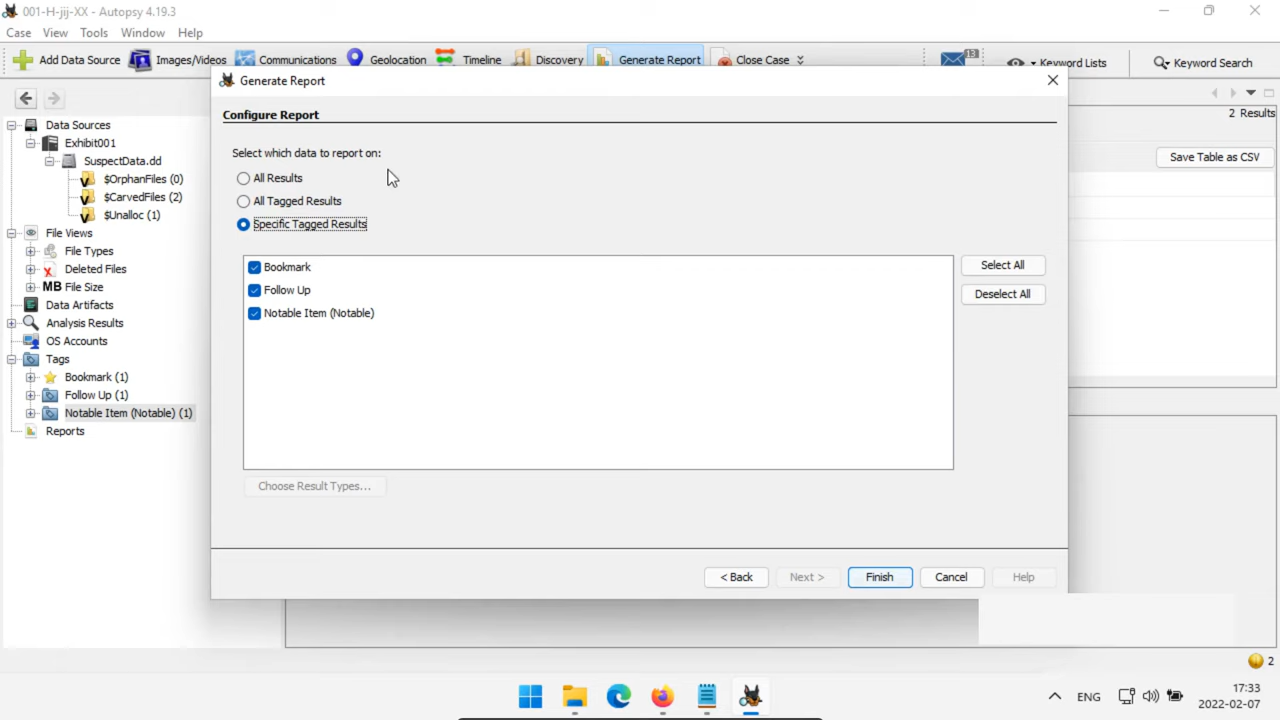 001-H-jij-XX - Autopsy 4.19.3
Case View Tools Window Help
Add Data Source Images/Videos Communications Geolocation Timeline Discovery Generate Report Close Case 13 Keyword Lists Keyword Search
Generate Report
Configure Report
Select which data to report on:
All Results
All Tagged Results
Specific Tagged Results
Bookmark
Follow Up
Notable Item (Notable)
Select All
Deselect All
Choose Result Types...
< Back Next > Finish Cancel Help
Data Sources
Exhibit001
SuspectData.dd
$OrphanFiles (0)
$CarvedFiles (2)
$Unalloc (1)
File Views
File Types
Deleted Files
MB File Size
Data Artifacts
Analysis Results
OS Accounts
Tags
Bookmark (1)
Follow Up (1)
Notable Item (Notable) (1)
Reports
2 Results
Save Table as CSV
2
ENG
17:33
2022-02-07